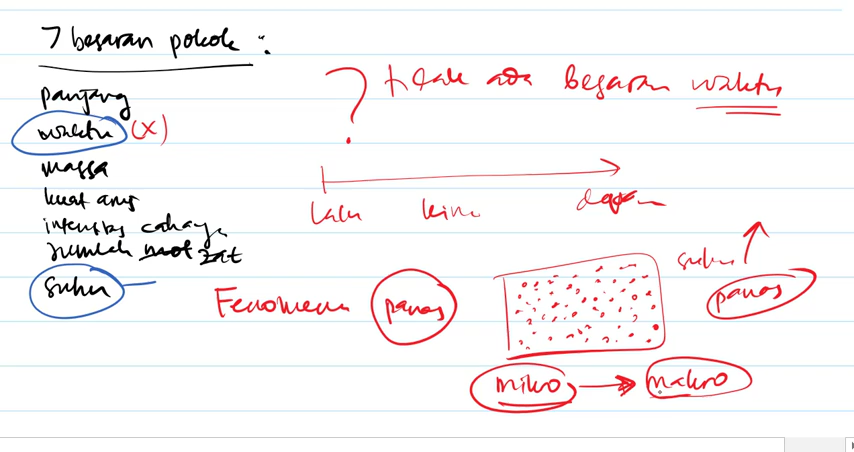 7 besaran pokok :
panjang
waktu (x)
massa
kuat arus
intensitas cahaya
Jumlah mol zat
Suhu
? tidak ada Besaran waktu
lalu kini depan
Fenomena panas
suhu
panas
mikro → makro